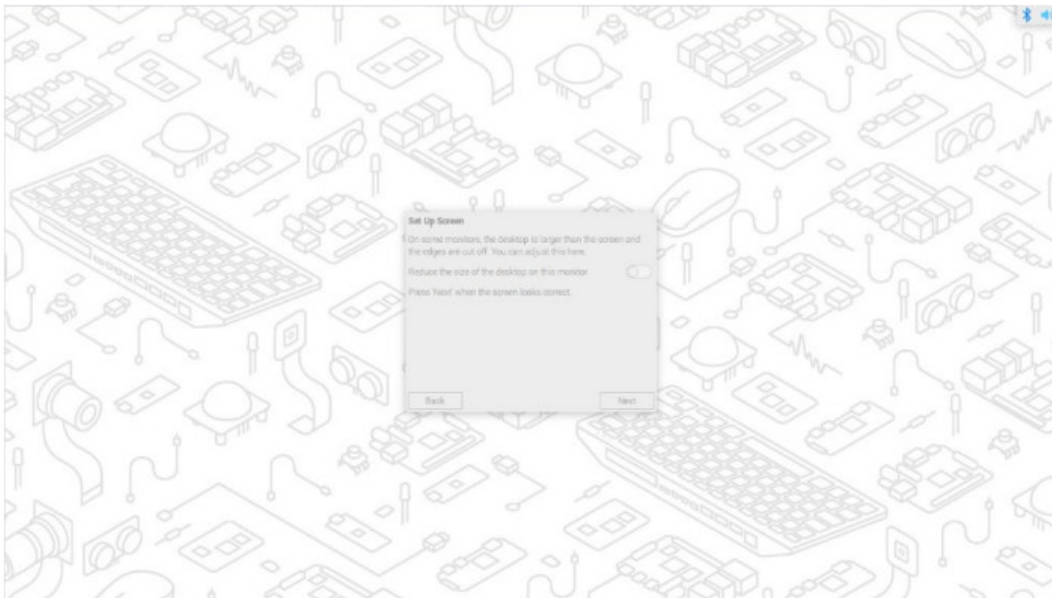 Set Up Screen
On some monitors, the desktop is larger than the screen and
the edges are cut off. You can adjust this here.
Reduce the size of the desktop on this monitor
Press 'Next' when the screen looks correct.
Back
Next